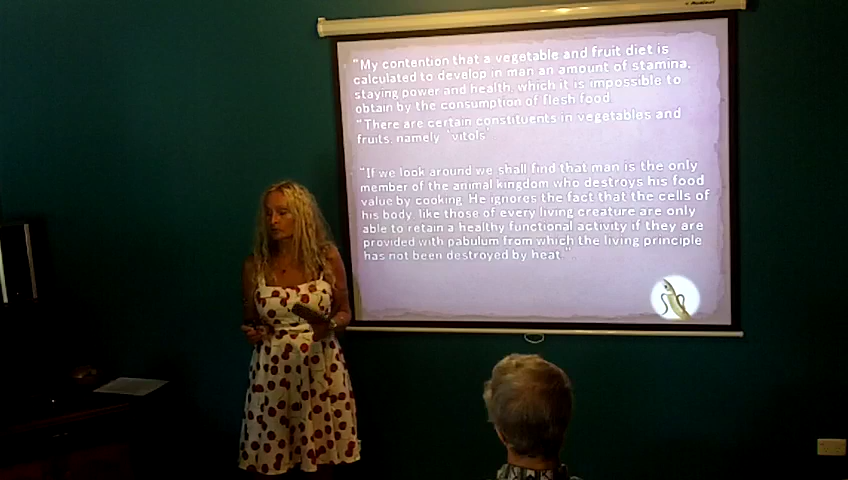 "My contention that a vegetable and fruit diet is
calculated to develop in man an amount of stamina,
staying power and health, which it is impossible to
obtain by the consumption of flesh food.
"There are certain constituents in vegetables and
fruits, namely 'vitols'
"If we look around we shall find that man is the only
member of the animal kingdom who destroys his food
value by cooking. He ignores the fact that the cells of
his body, like those of every living creature are only
able to retain a healthy functional activity if they are
provided with pabulum from which the living principle
has not been destroyed by heat."